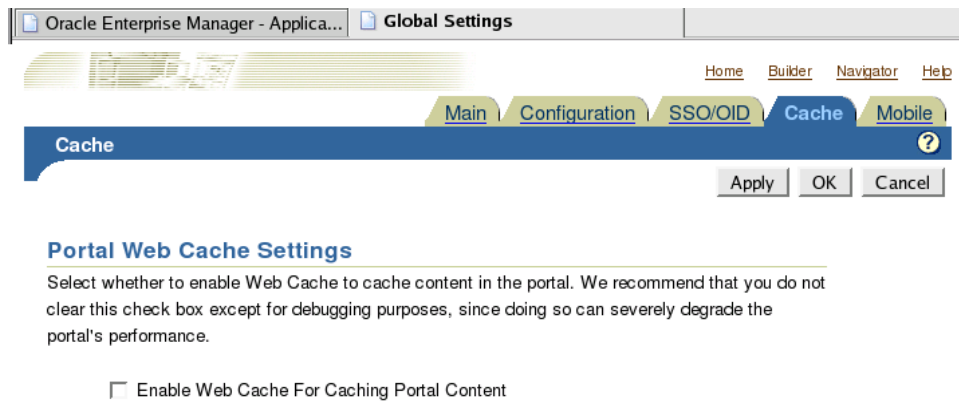 Oracle Enterprise Manager - Applica...
Global Settings
Home Builder Navigator Help
Main Configuration SSO/OID Cache Mobile
Cache ?
Apply OK Cancel
Portal Web Cache Settings
Select whether to enable Web Cache to cache content in the portal. We recommend that you do not
clear this check box except for debugging purposes, since doing so can severely degrade the
portal's performance.
Enable Web Cache For Caching Portal Content